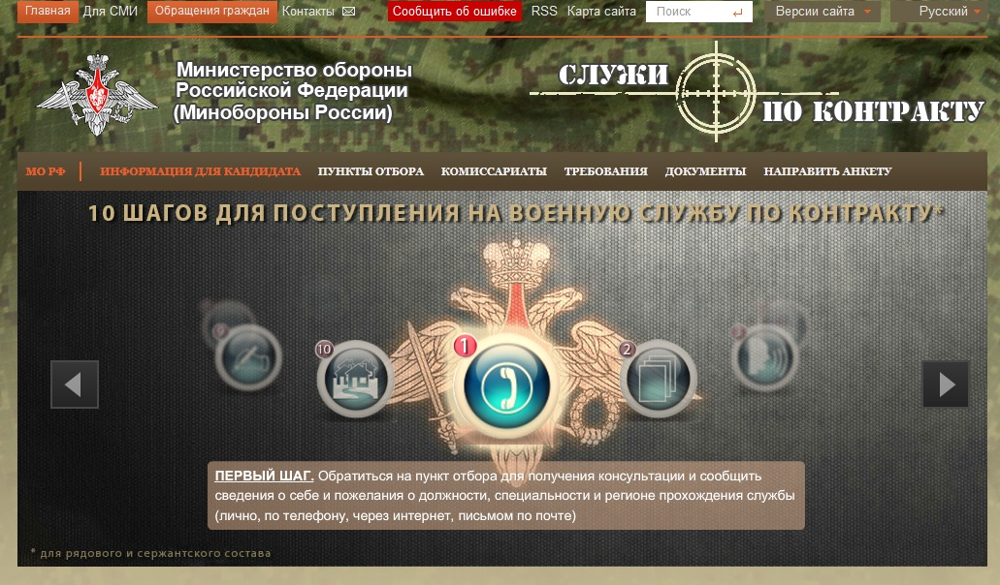 Главная Для СМИ Обращения граждан Контакты Сообщить об ошибке RSS Карта сайта Поиск Версии сайта Русский
Министерство обороны
Российской Федерации
(Минобороны России)
СЛУЖИ
ПО КОНТРАКТУ
МО РФ ИНФОРМАЦИЯ ДЛЯ КАНДИДАТА ПУНКТЫ ОТБОРА КОМИССАРИАТЫ ТРЕБОВАНИЯ ДОКУМЕНТЫ НАПРАВИТЬ АНКЕТУ
10 ШАГОВ ДЛЯ ПОСТУПЛЕНИЯ НА ВОЕННУЮ СЛУЖБУ ПО КОНТРАКТУ*
9 10 1 2 3
ПЕРВЫЙ ШАГ. Обратиться на пункт отбора для получения консультации и сообщить
сведения о себе и пожелания о должности, специальности и регионе прохождения службы
(лично, по телефону, через интернет, письмом по почте)
* для рядового и сержантского состава